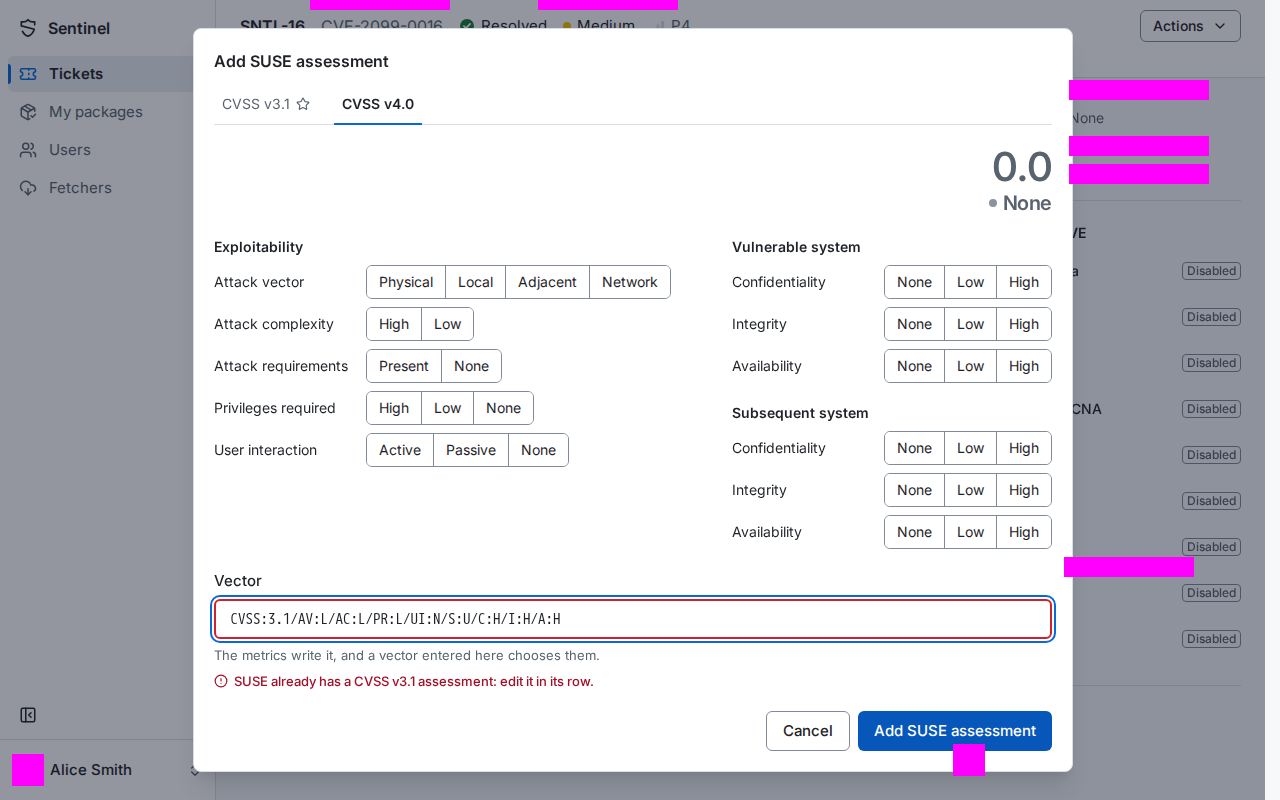 Sentinel
SNTL-16 CVE-2099-0016 Resolved Medium P4
Actions
Tickets
My packages
Users
Fetchers
Alice Smith
Add SUSE assessment
CVSS v3.1
CVSS v4.0
0.0
None
Exploitability
Attack vector Physical Local Adjacent Network
Attack complexity High Low
Attack requirements Present None
Privileges required High Low None
User interaction Active Passive None
Vulnerable system
Confidentiality None Low High
Integrity None Low High
Availability None Low High
Subsequent system
Confidentiality None Low High
Integrity None Low High
Availability None Low High
Vector
CVSS:3.1/AV:L/AC:L/PR:L/UI:N/S:U/C:H/I:H/A:H
The metrics write it, and a vector entered here chooses them.
SUSE already has a CVSS v3.1 assessment: edit it in its row.
Cancel
Add SUSE assessment
None
VE
a Disabled
Disabled
Disabled
CNA Disabled
Disabled
Disabled
Disabled
Disabled
Disabled